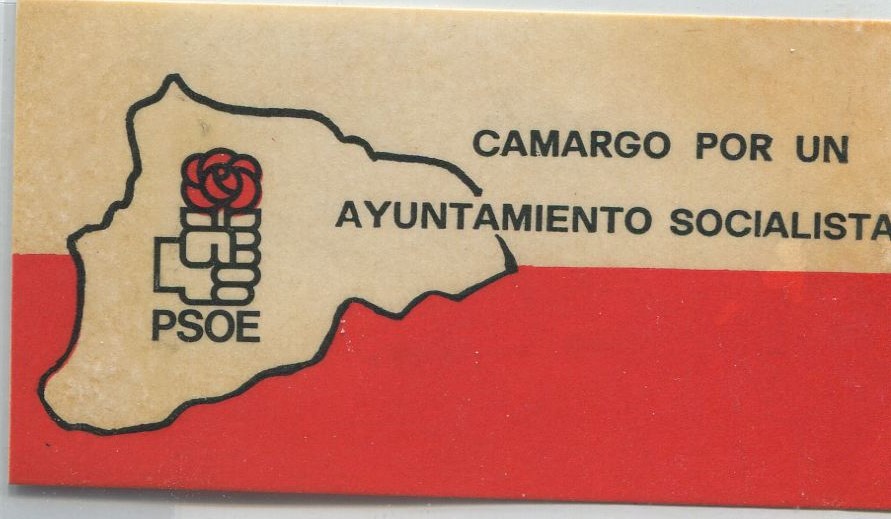 CAMARGO POR UN
AYUNTAMIENTO SOCIALISTA
PSOE